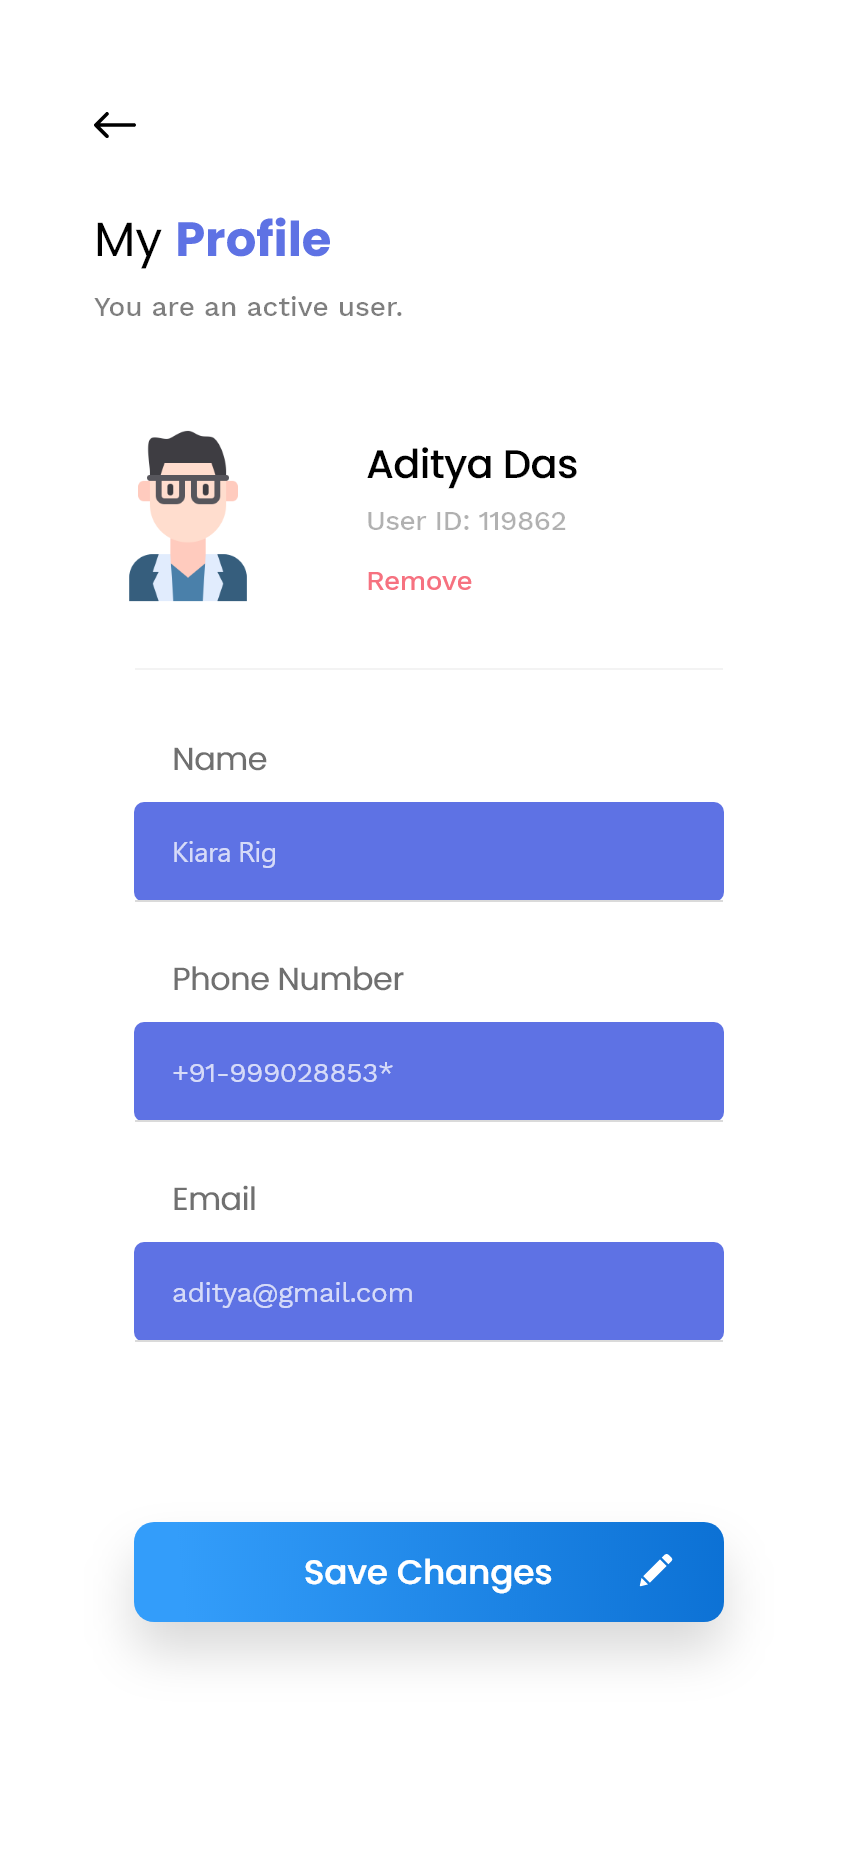 My Profile
You are an active user.
Aditya Das
User ID: 119862
Remove
Name
Kiara Rig
Phone Number
+91-999028853*
Email
aditya@gmail.com
Save Changes